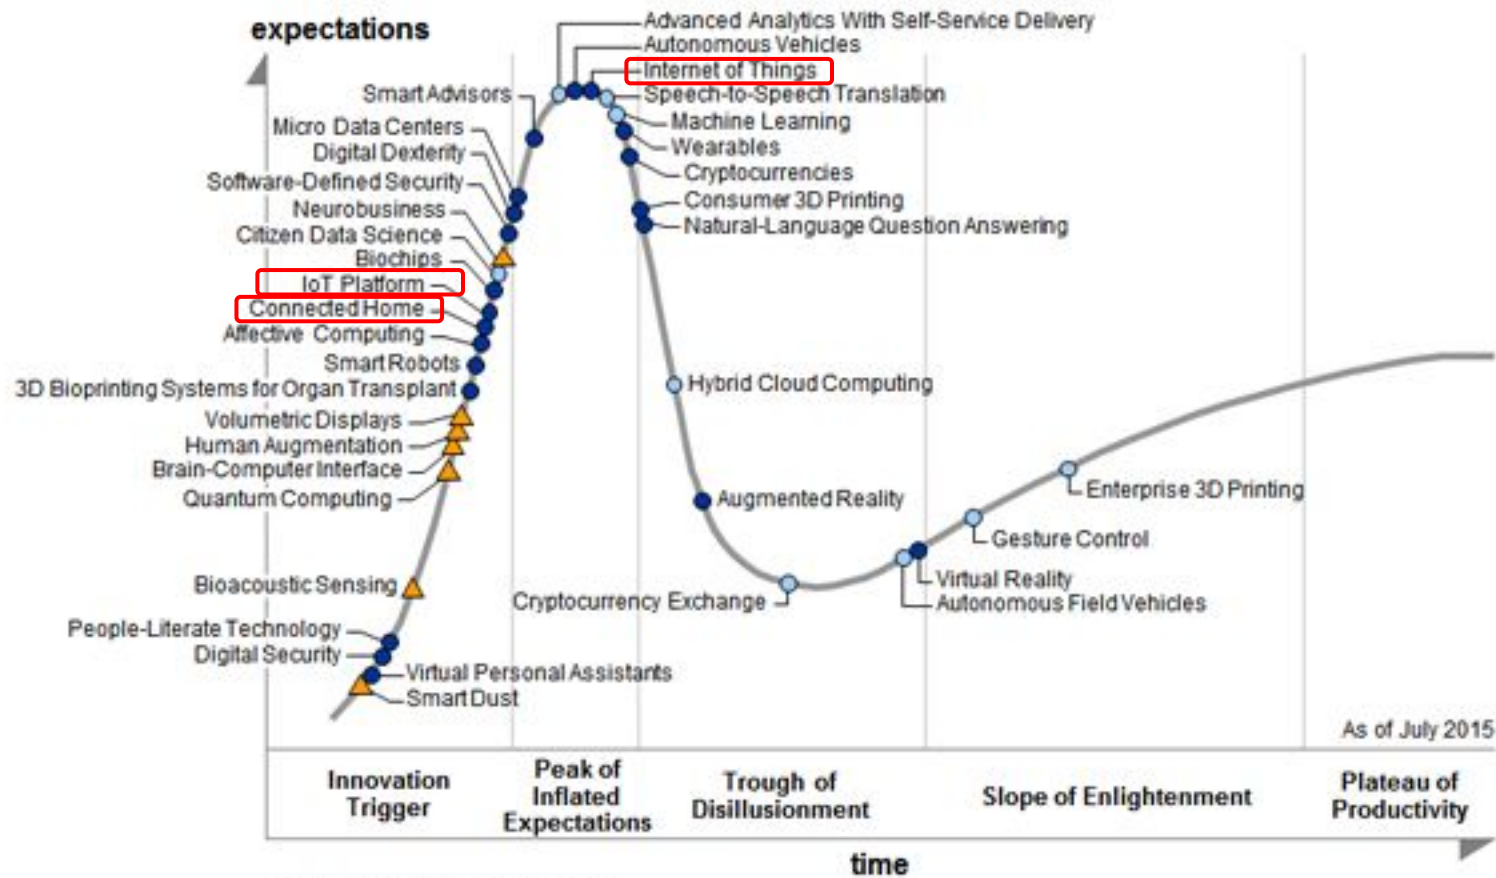 expectations
Advanced Analytics With Self-Service Delivery
Autonomous Vehicles
Internet of Things
Speech-to-Speech Translation
Machine Learning
Wearables
Cryptocurrencies
Consumer 3D Printing
Natural-Language Question Answering
Smart Advisors
Micro Data Centers
Digital Dexterity
Software-Defined Security
Neurobusiness
Citizen Data Science
Biochips
IoT Platform
Connected Home
Affective Computing
Smart Robots
3D Bioprinting Systems for Organ Transplant
Volumetric Displays
Human Augmentation
Brain-Computer Interface
Quantum Computing
Bioacoustic Sensing
People-Literate Technology
Digital Security
Virtual Personal Assistants
Smart Dust
Hybrid Cloud Computing
Augmented Reality
Cryptocurrency Exchange
Enterprise 3D Printing
Gesture Control
Virtual Reality
Autonomous Field Vehicles
As of July 2015
Innovation
Trigger
Peak of
Inflated
Expectations
Trough of
Disillusionment
Slope of Enlightenment
Plateau of
Productivity
time